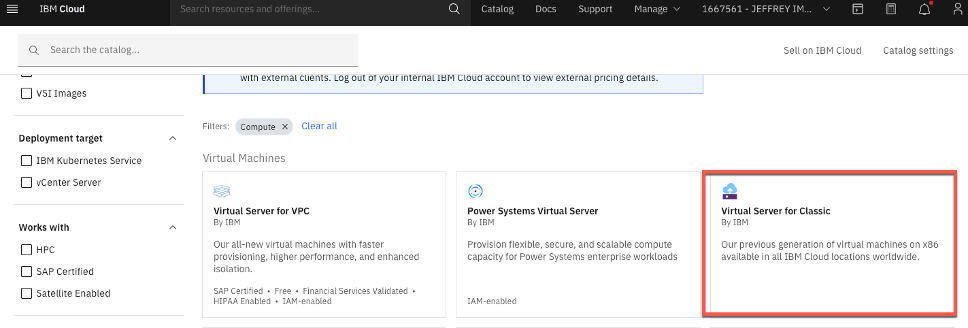 IBM Cloud
Search resources and offerings...
Catalog
Docs
Support
Manage
1667561 - JEFFREY IM...
Search the catalog...
Sell on IBM Cloud
Catalog settings
with external clients. Log out of your internal IBM Cloud account to view external pricing details.
VSI Images
Deployment target
IBM Kubernetes Service
vCenter Server
Works with
HPC
SAP Certified
Satellite Enabled
Filters:
Compute
Clear all
Virtual Machines
Virtual Server for VPC
By IBM
Our all-new virtual machines with faster
provisioning, higher performance, and enhanced
isolation.
SAP Certified • Free • Financial Services Validated •
HIPAA Enabled • IAM-enabled
Power Systems Virtual Server
By IBM
Provision flexible, secure, and scalable compute
capacity for Power Systems enterprise workloads
IAM-enabled
Virtual Server for Classic
By IBM
Our previous generation of virtual machines on x86
available in all IBM Cloud locations worldwide.